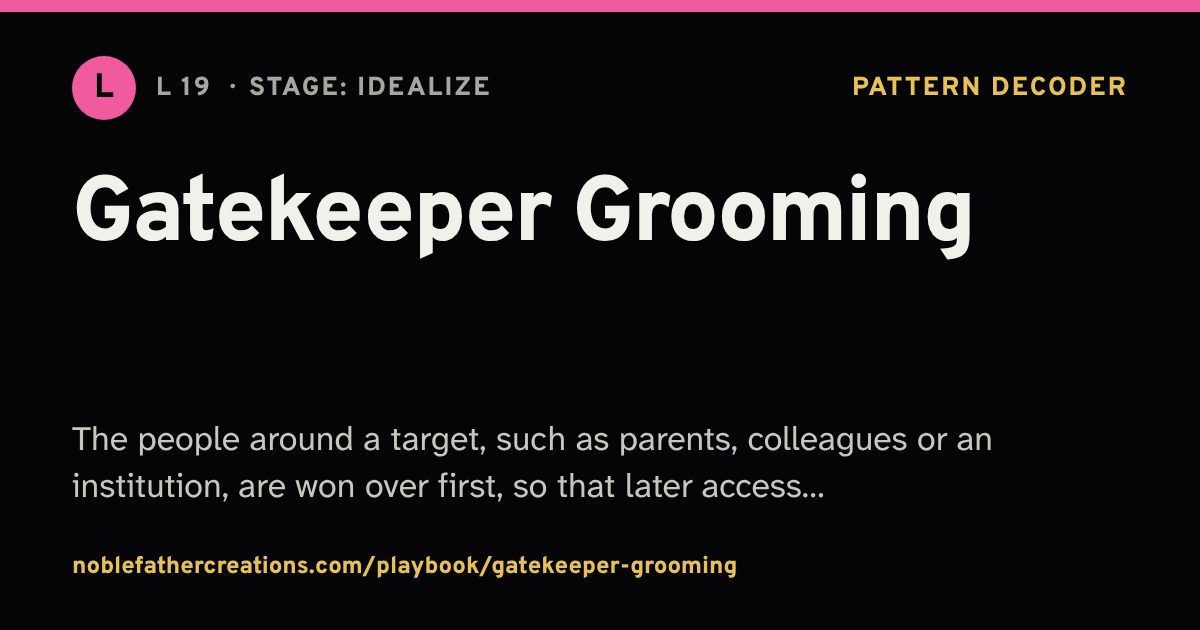 L
L 19 · STAGE: IDEALIZE
PATTERN DECODER
Gatekeeper Grooming
The people around a target, such as parents, colleagues or an
institution, are won over first, so that later access...
noblefathercreations.com/playbook/gatekeeper-grooming